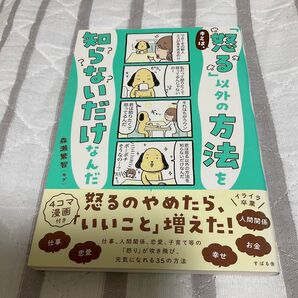 キミは、
「怒る」以外の方法を
知らないだけなんだ
森瀬繁智
4コマ
漫画
付き
怒るのやめたら、
「いいこと」増えた!
イライラ
卒業
人間関係
お金
幸せ
仕事
恋愛
仕事、人間関係、恋愛、子育て等の
「怒り」が吹き飛び、
元気になれる35の方法
すばる舎